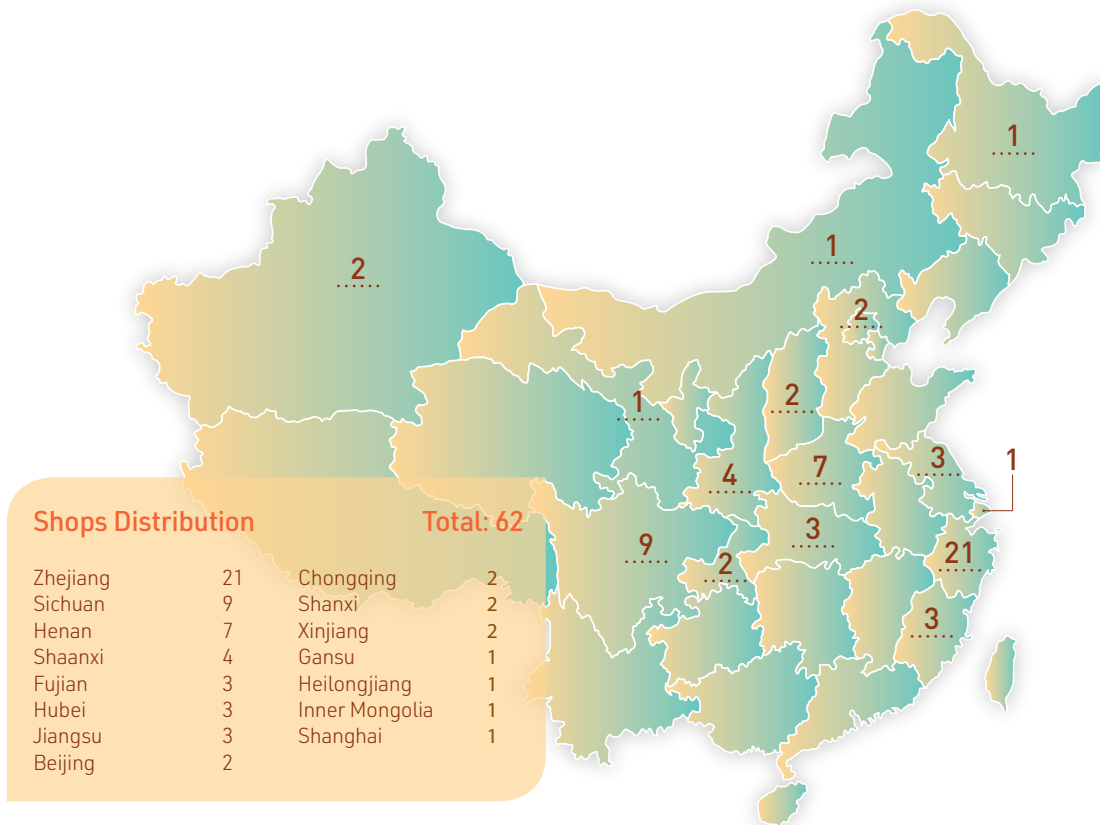 1
2
1
2
1
2
3
1
4
7
3
9
2
21
3
Shops Distribution Total: 62
Zhejiang 21 Chongqing 2
Sichuan 9 Shanxi 2
Henan 7 Xinjiang 2
Shaanxi 4 Gansu 1
Fujian 3 Heilongjiang 1
Hubei 3 Inner Mongolia 1
Jiangsu 3 Shanghai 1
Beijing 2